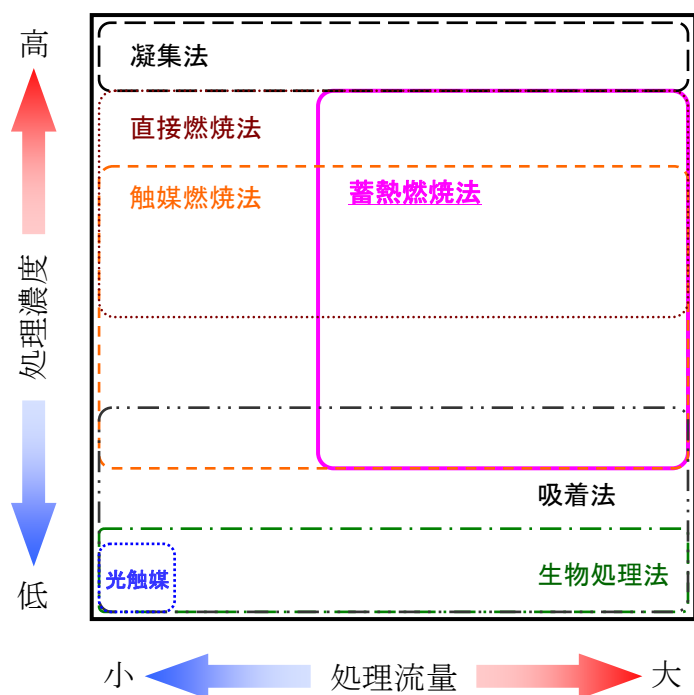 高
凝集法
直接燃焼法
触媒燃焼法
蓄熱燃焼法
処理濃度
吸着法
光触媒
生物処理法
低
小
処理流量
大